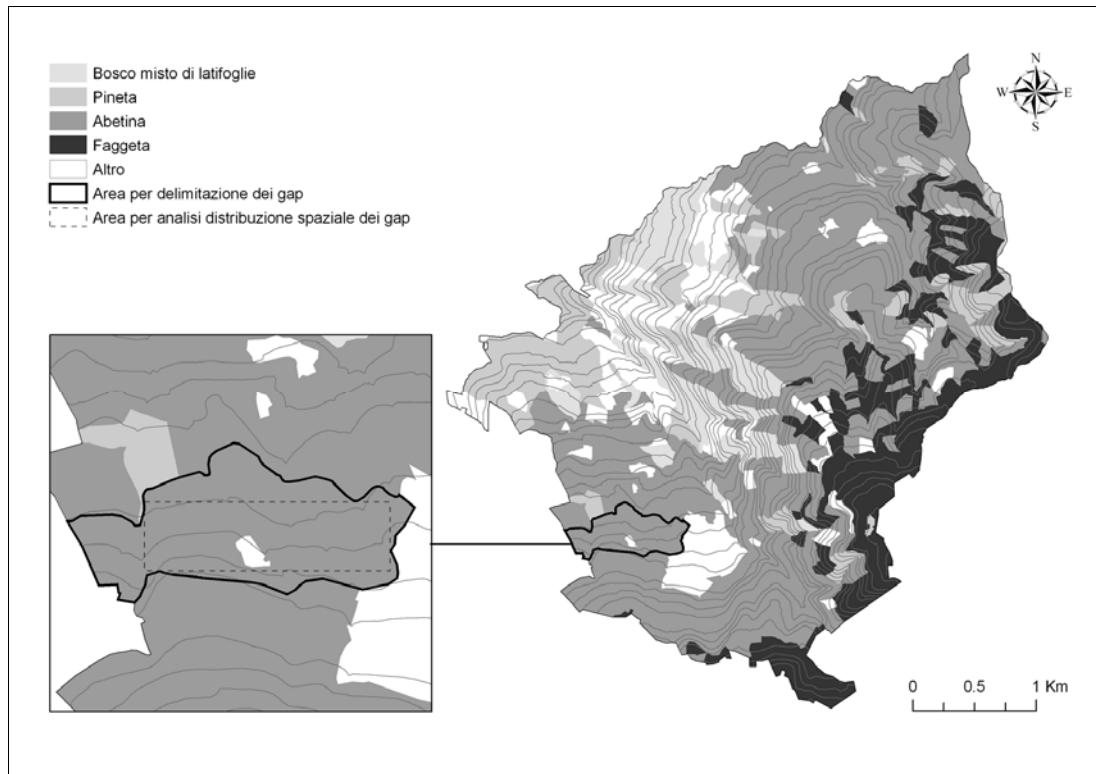 Bosco misto di latifoglie
Pineta
Abetina
Faggeta
Altro
Area per delimitazione dei gap
Area per analisi distribuzione spaziale dei gap
N
W E
S
0 0.5 1 Km